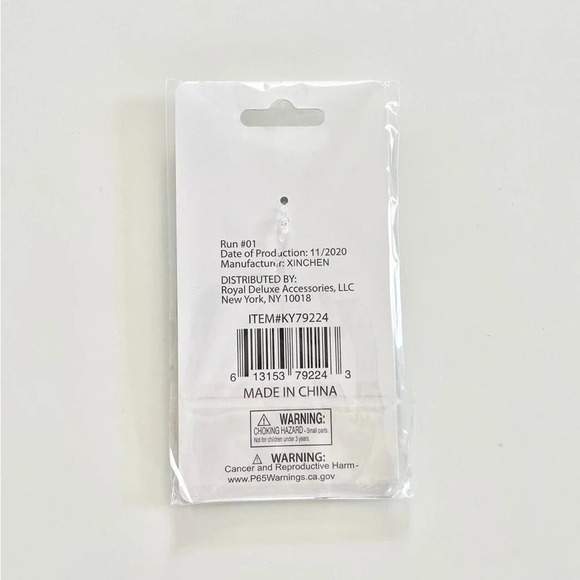 Run #01
Date of Production: 11/2020
Manufacturer: XINCHEN
DISTRIBUTED BY:
Royal Deluxe Accessories, LLC
New York, NY 10018
ITEM#KY79224
6 13153 79224 3
MADE IN CHINA
⚠ WARNING:
CHOKING HAZARD - Small parts.
Not for children under 3 years.
⚠ WARNING:
Cancer and Reproductive Harm-
www.P65Warnings.ca.gov